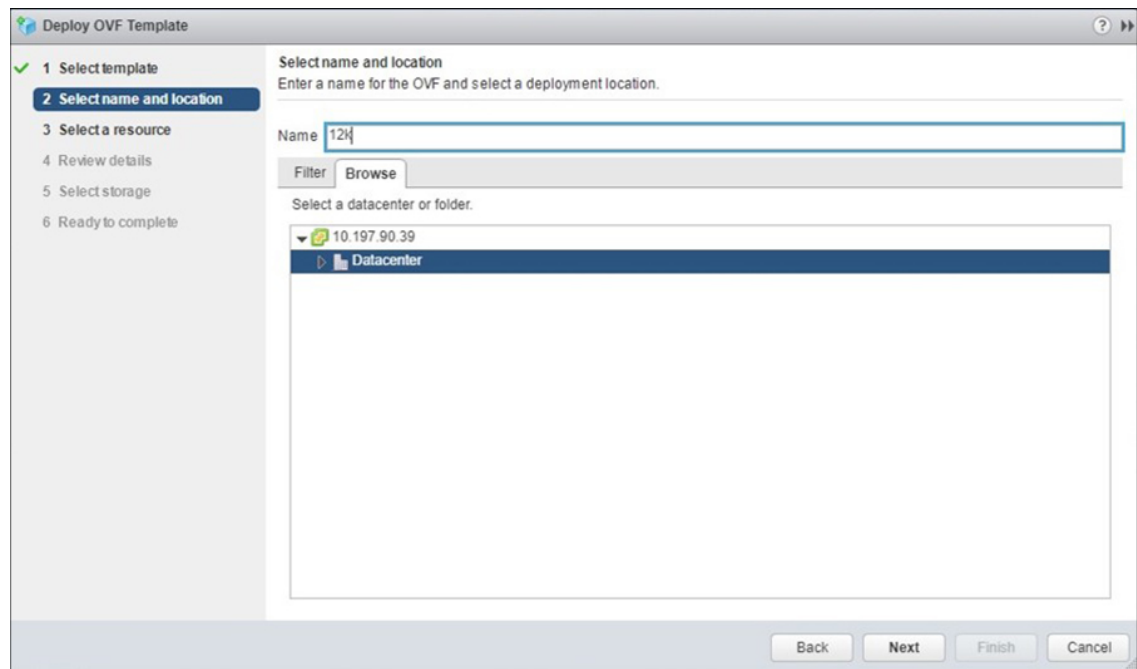 Deploy OVF Template
1 Select template
2 Select name and location
3 Select a resource
4 Review details
5 Select storage
6 Ready to complete
Select name and location
Enter a name for the OVF and select a deployment location.
Name 12k
Filter Browse
Select a datacenter or folder.
10.197.90.39
Datacenter
Back Next Finish Cancel